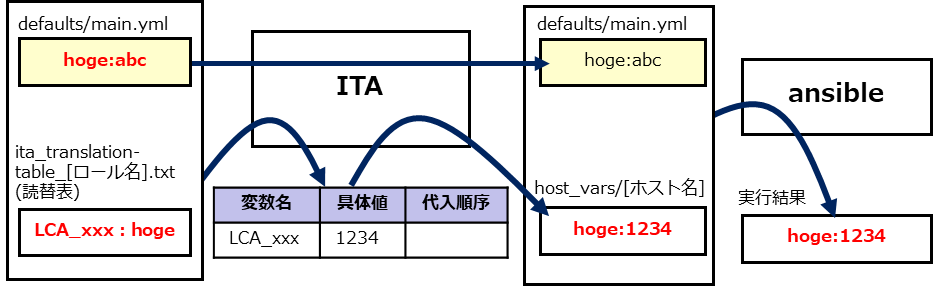 defaults/main.yml
hoge:abc
ita_translation-
table_[ロール名].txt
(読替表)
LCA_xxx : hoge
ITA
変数名 具体値 代入順序
LCA_xxx 1234
defaults/main.yml
hoge:abc
host_vars/[ホスト名]
hoge:1234
ansible
実行結果
hoge:1234